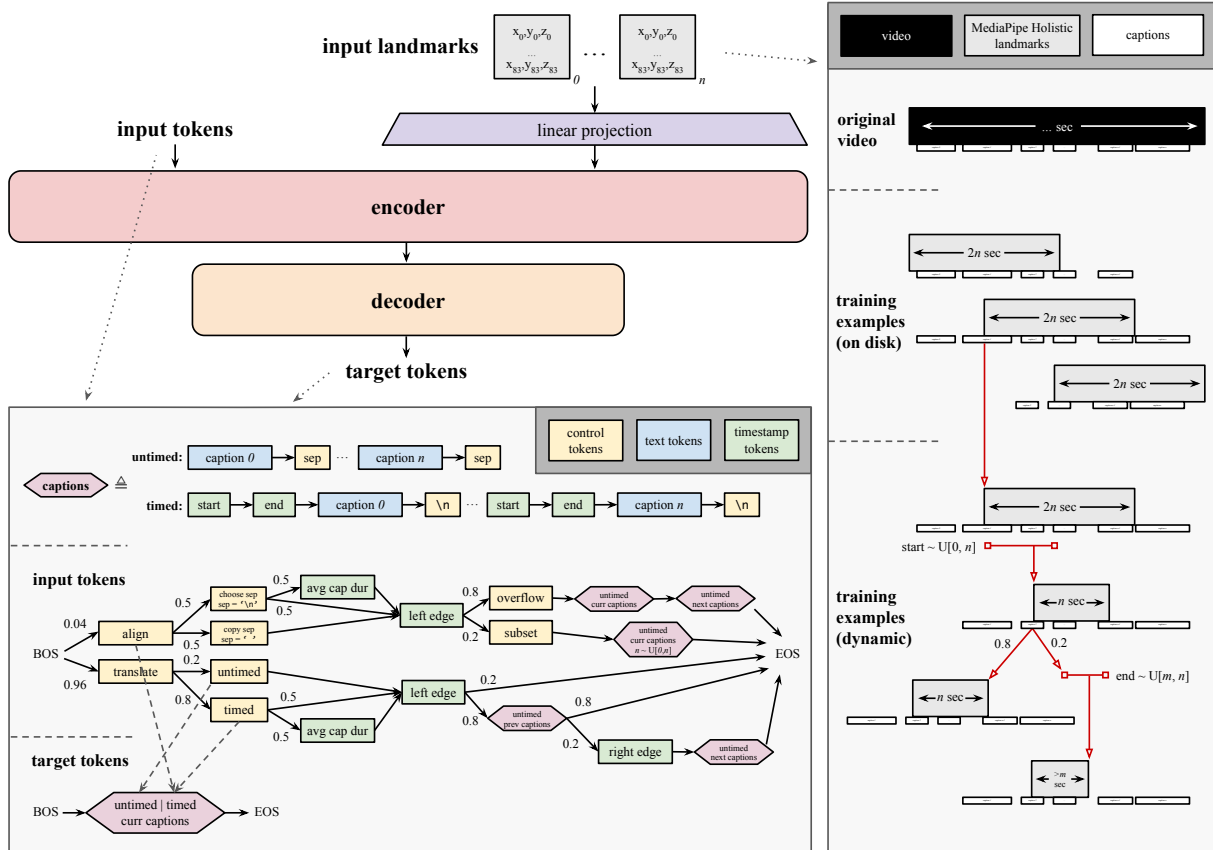 input landmarks
x0,y0,z0
...
x83,y83,z83
0
...
x0,y0,z0
...
x83,y83,z83
n
linear projection
input tokens
encoder
decoder
target tokens
control
tokens
text tokens
timestamp
tokens
captions ≜
untimed:
caption 0
sep
...
caption n
sep
timed:
start
end
caption 0
\n
...
start
end
caption n
\n
input tokens
BOS
0.04
0.96
align
translate
0.5
0.5
0.2
0.8
choose sep
sep = '\n'
copy sep
sep = ' '
untimed
timed
0.5
0.5
avg cap dur
0.5
0.5
avg cap dur
left edge
left edge
0.8
0.2
overflow
subset
untimed
curr captions
untimed
next captions
untimed
curr captions
n ~ U[0,n]
EOS
0.2
0.8
untimed
prev captions
0.8
0.2
right edge
untimed
next captions
target tokens
BOS
untimed | timed
curr captions
EOS
video
MediaPipe Holistic
landmarks
captions
original
video
... sec
training
examples
(on disk)
2n sec
2n sec
2n sec
2n sec
start ~ U[0, n]
training
examples
(dynamic)
n sec
0.8
0.2
n sec
end ~ U[m, n]
>m
sec